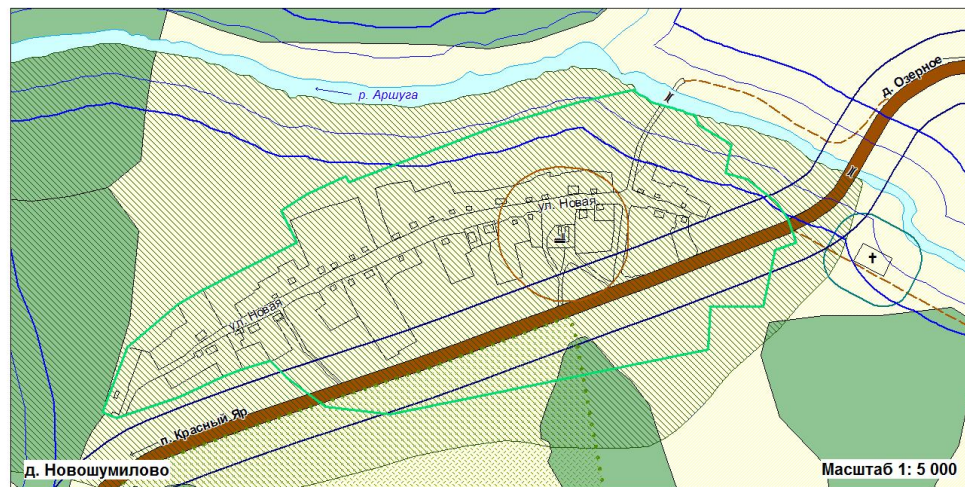 д. Озерное
р. Аршуга
ул. Новая
ул. Новая
п. Красный Яр
д. Новошумилово
Масштаб 1: 5 000